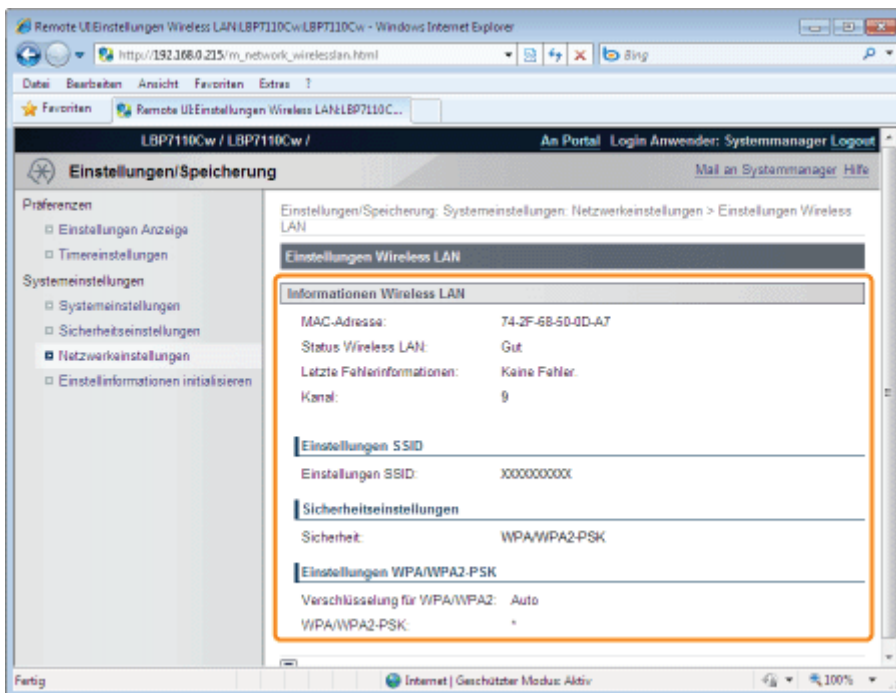 Remote UI:Einstellungen Wireless LAN:LBP7110Cw:LBP7110Cw - Windows Internet Explorer
http://192.168.0.215/m_network_wirelesslan.html
Bing
Datei Bearbeiten Ansicht Favoriten Extras ?
Favoriten Remote UI:Einstellungen Wireless LAN:LBP7110C...
LBP7110Cw / LBP7110Cw / An Portal Login Anwender: Systemmanager Logout
Einstellungen/Speicherung Mail an Systemmanager Hilfe
Präferenzen
Einstellungen Anzeige
Timereinstellungen
Systemeinstellungen
Systemeinstellungen
Sicherheitseinstellungen
Netzwerkeinstellungen
Einstellinformationen initialisieren
Einstellungen/Speicherung: Systemeinstellungen: Netzwerkeinstellungen > Einstellungen Wireless
LAN
Einstellungen Wireless LAN
Informationen Wireless LAN
MAC-Adresse: 74-2F-68-50-0D-A7
Status Wireless LAN: Gut
Letzte Fehlerinformationen: Keine Fehler.
Kanal: 9
Einstellungen SSID
Einstellungen SSID: XXXXXXXXXX
Sicherheitseinstellungen
Sicherheit: WPA/WPA2-PSK
Einstellungen WPA/WPA2-PSK
Verschlüsselung für WPA/WPA2: Auto
WPA/WPA2-PSK: *
Fertig Internet | Geschützter Modus: Aktiv 100%